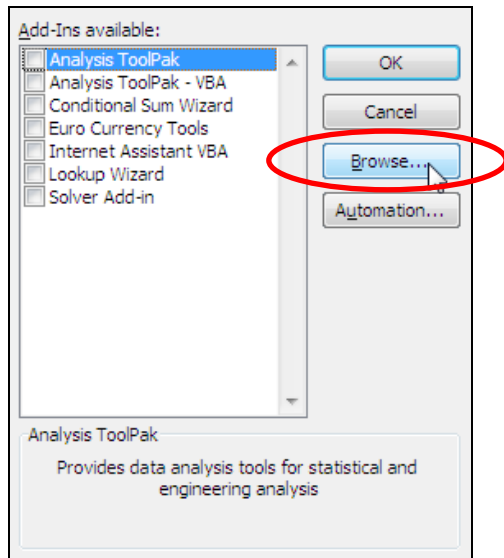 Add-Ins available:
Analysis ToolPak
Analysis ToolPak - VBA
Conditional Sum Wizard
Euro Currency Tools
Internet Assistant VBA
Lookup Wizard
Solver Add-in
OK
Cancel
Browse...
Automation...
Analysis ToolPak
Provides data analysis tools for statistical and
engineering analysis